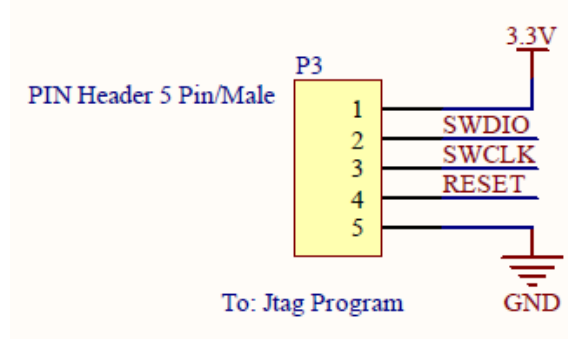 3.3V
P3
PIN Header 5 Pin/Male
1
SWDIO
2
SWCLK
3
RESET
4
5
To: Jtag Program
GND